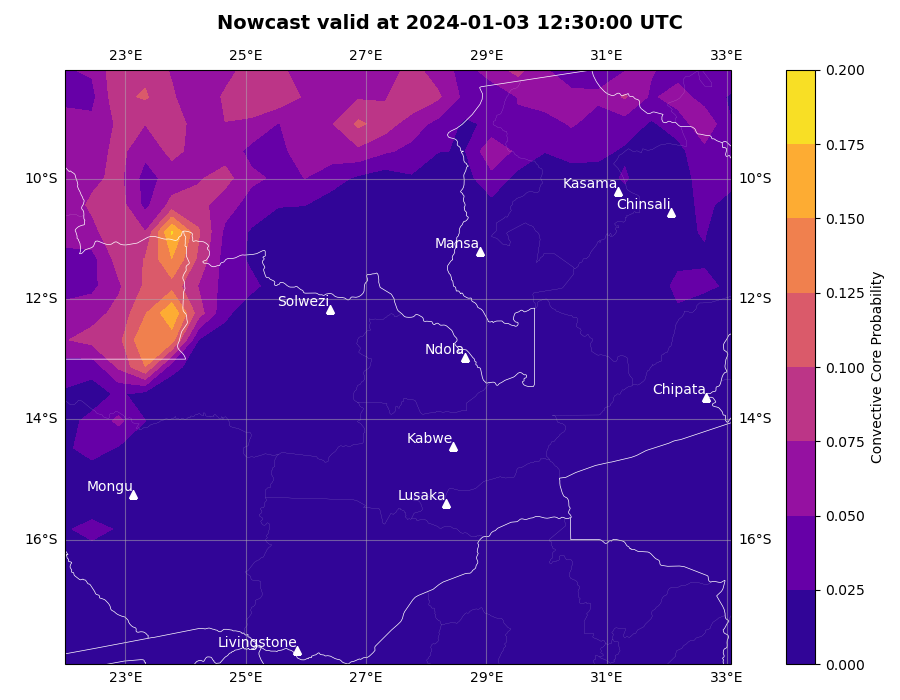 Nowcast valid at 2024-01-03 12:30:00 UTC
23°E 25°E 27°E 29°E 31°E 33°E
0.200
0.175
10°S 10°S
Kasama
Chinsali
0.150
Mansa
12°S 12°S
0.125
Solwezi
Convective Core Probability
Ndola
0.100
Chipata
14°S 14°S
0.075
Kabwe
Mongu
Lusaka
0.050
16°S 16°S
0.025
Livingstone
0.000
23°E 25°E 27°E 29°E 31°E 33°E